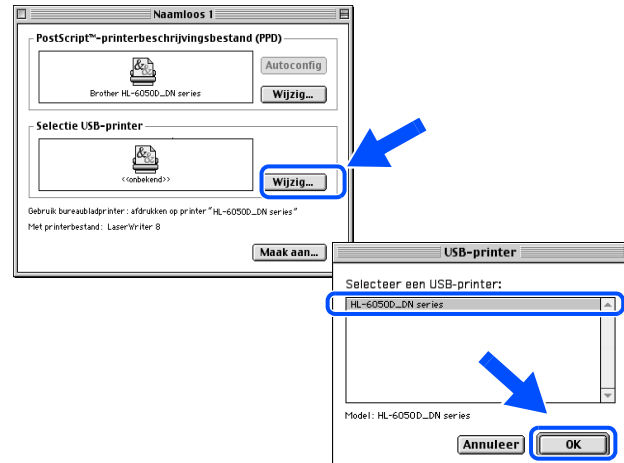 Naamloos 1
PostScript™-printerbeschrijvingsbestand (PPD)
Autoconfig
Brother HL-6050D_DN series
Wijzig...
Selectie USB-printer
<<onbekend>>
Wijzig...
Gebruik bureaubladprinter: afdrukken op printer "HL-6050D_DN series"
Met printerbestand: LaserWriter 8
Maak aan...
USB-printer
Selecteer een USB-printer:
HL-6050D_DN series
Model: HL-6050D_DN series
Annuleer
OK